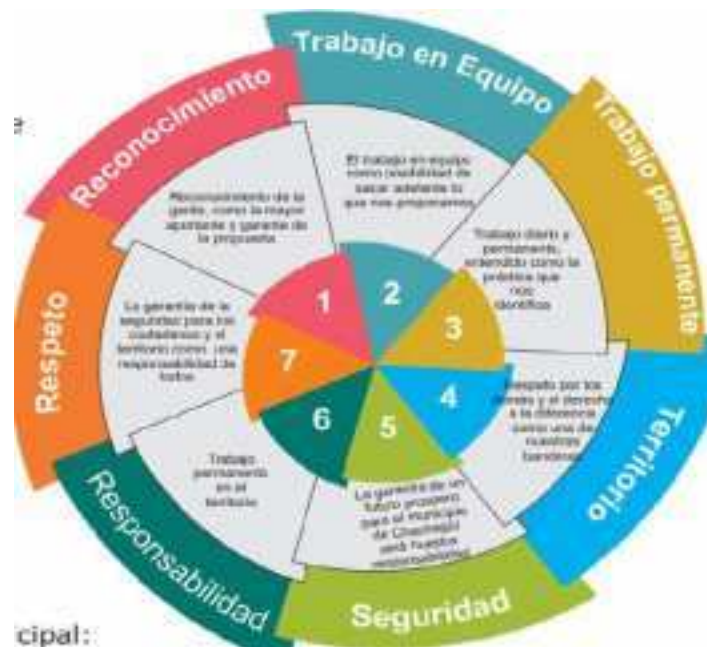 e
Reconocimiento
Reconocimiento de la
gente, como la mayor
aportante y garante de
la propuesta
1
Trabajo en Equipo
El trabajo en equipo
como posibilidad de
sacar adelante lo
que nos proponemos
2
Trabajo permanente
Trabajo diario y
permanente,
entendido como la
práctica que
nos
identifica
3
Territorio
Respeto por los
demás y el derecho
a la diferencia
como una de
nuestras
banderas
4
Seguridad
La garantía de un
futuro prospero
para el municipio
de
será nuestra
responsabilidad
5
Responsabilidad
Trabajo
permanente
en el
territorio
6
Respeto
La garantía de la
seguridad para los
ciudadanos y el
territorio como una
responsabilidad de
todos
7
cipal: